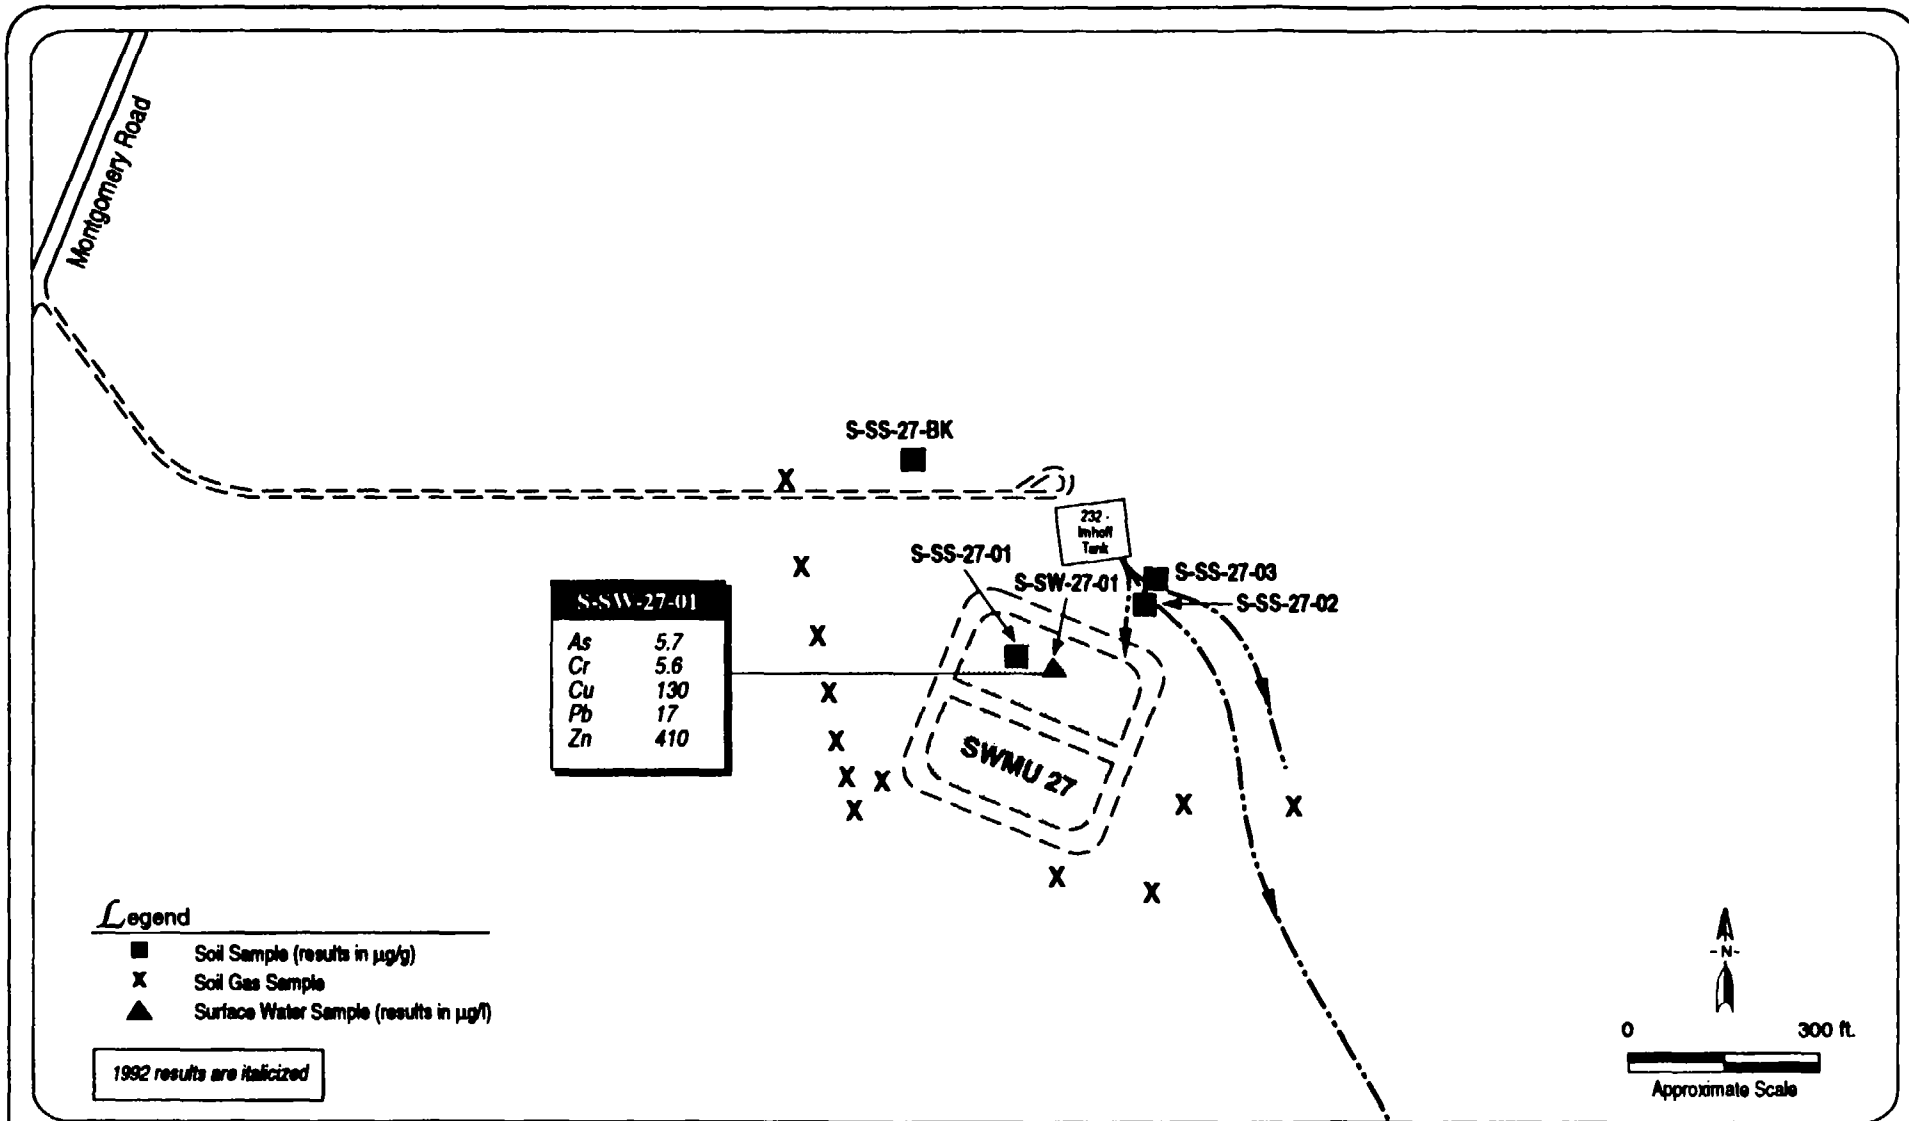 Montgomery Road
S-SS-27-BK
X
232 -
Imhoff
Tank
S-SS-27-01
X
S-SS-27-03
S-SW-27-01
S-SS-27-02
S-SW-27-01
As 5.7
Cr 5.6
Cu 130
Pb 17
Zn 410
X
X
X
SWMU 27
X
X
X
X
X
X
X
Legend
Soil Sample (results in µg/g)
X Soil Gas Sample
Surface Water Sample (results in µg/l)
1992 results are italicized
-N-
0 300 ft.
Approximate Scale